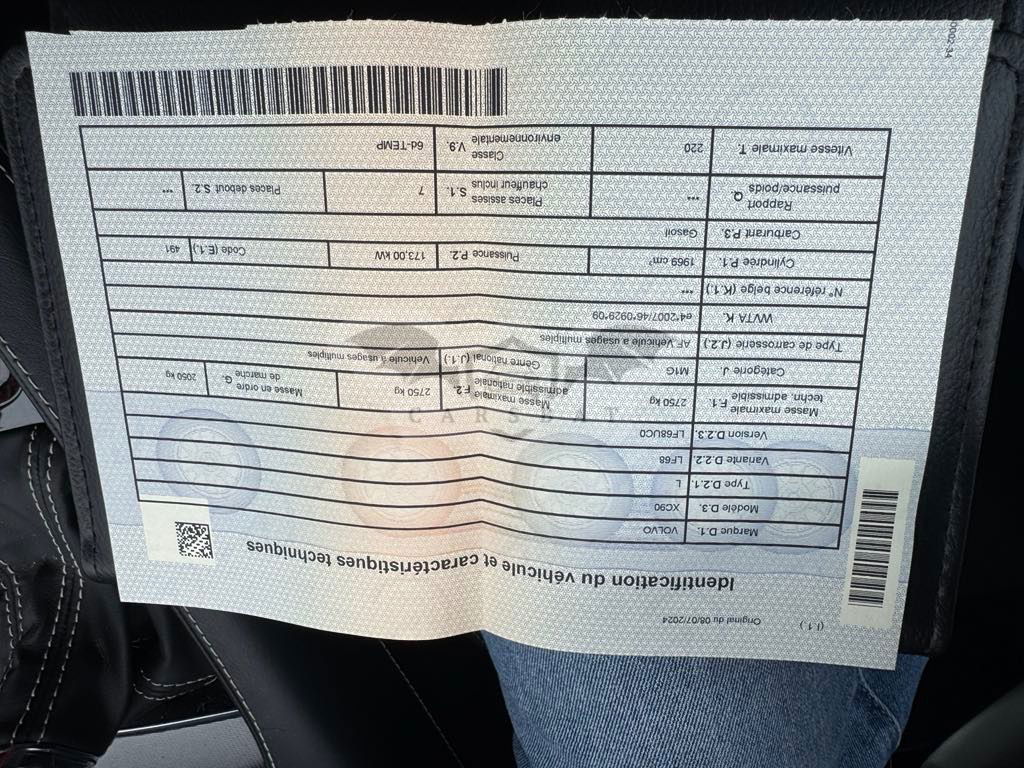 (I.1)
Original du 08/07/2024
Identification du véhicule et caractéristiques techniques
Marque D.1. VOLVO
Modèle D.3. XC90
Type D.2.1. L
Variante D.2.2. LF68
Version D.2.3. LF68UC0
Masse maximale techn. admissible F.1. 2750 kg Masse maximale admissible nationale F.2. 2750 kg Masse en ordre de marche G. 2050 kg
Catégorie J. M1G Genre national (J.1.) Véhicule à usages multiples
Type de carrosserie (J.2.) AF Véhicule à usages multiples
WVTA K. e4*2007/46*0929*09
N° référence belge (K.1.) ***
Cylindrée P.1. 1969 cm³ Puissance P.2. 173,00 kW Code (E.1.) 491
Carburant P.3. Gasoil
Rapport puissance/poids Q *** Places assises chauffeur inclus S.1. 7 Places debout S.2. ***
Vitesse maximale T. 220 Classe environnementale V.9. 6d-TEMP
CARSEAT